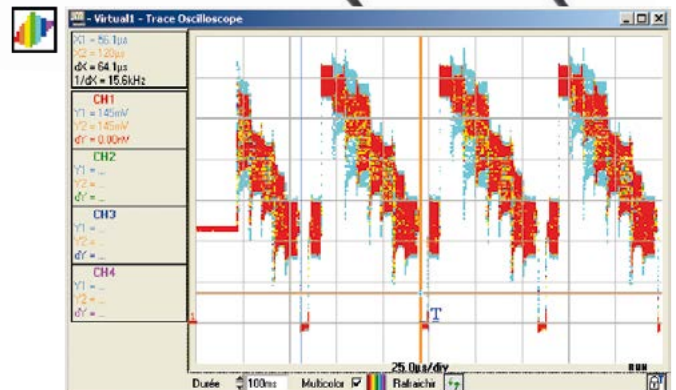 - Virtual1 - Trace Oscilloscope
X1 = 56.1µs
X2 = 120µs
dX = 64.1µs
1/dX = 15.6kHz
CH1
Y1 = 145mV
Y2 = 145mV
dY = 0.00mV
CH2
Y1 = ...
Y2 = ...
dY = ...
CH3
Y1 = ...
Y2 = ...
dY = ...
CH4
Y1 = ...
Y2 = ...
dY = ...
1
T
25.0µs/div
RUN
Durée 100ms Multicolor Rafraichir